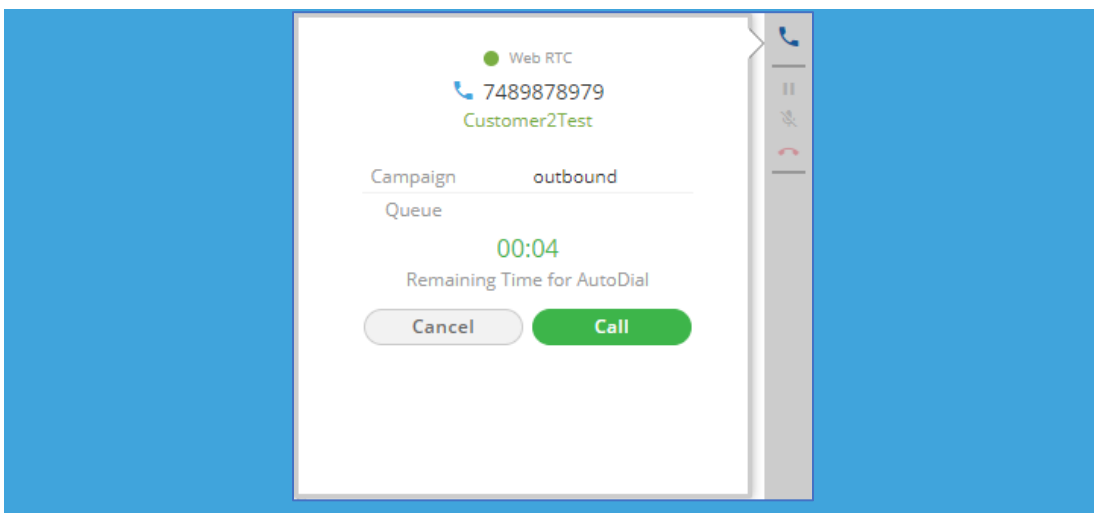 Web RTC
7489878979
Customer2Test
Campaign outbound
Queue
00:04
Remaining Time for AutoDial
Cancel Call